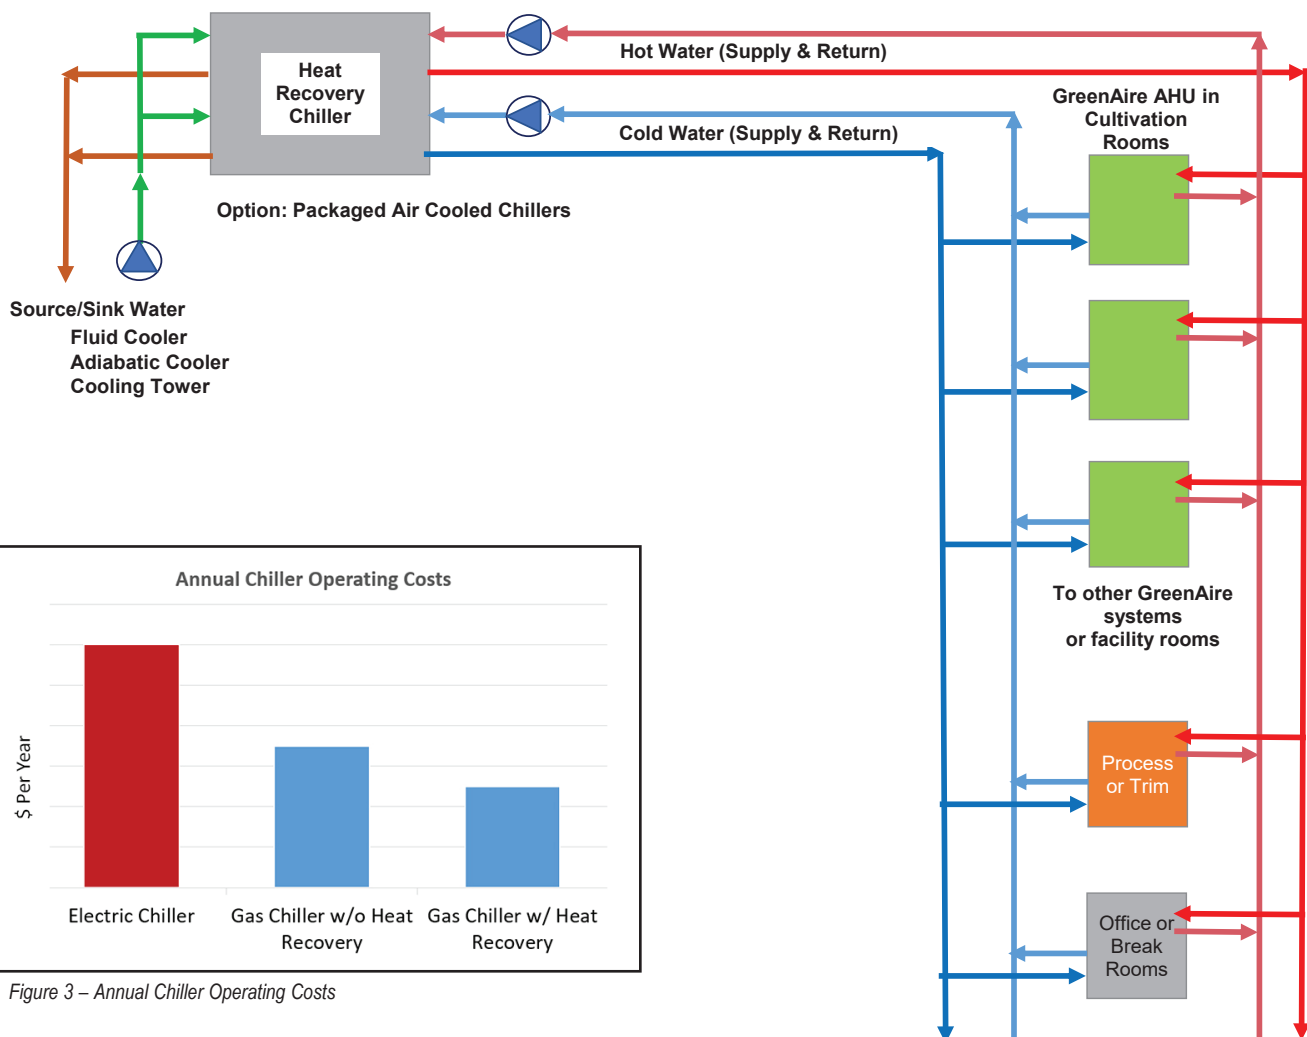 Heat
Recovery
Chiller
Hot Water (Supply & Return)
Cold Water (Supply & Return)
GreenAire AHU in
Cultivation
Rooms
Option: Packaged Air Cooled Chillers
Source/Sink Water
Fluid Cooler
Adiabatic Cooler
Cooling Tower
To other GreenAire
systems
or facility rooms
Process
or Trim
Office or
Break
Rooms
Annual Chiller Operating Costs
$ Per Year
Electric Chiller
Gas Chiller w/o Heat
Recovery
Gas Chiller w/ Heat
Recovery
Figure 3 – Annual Chiller Operating Costs